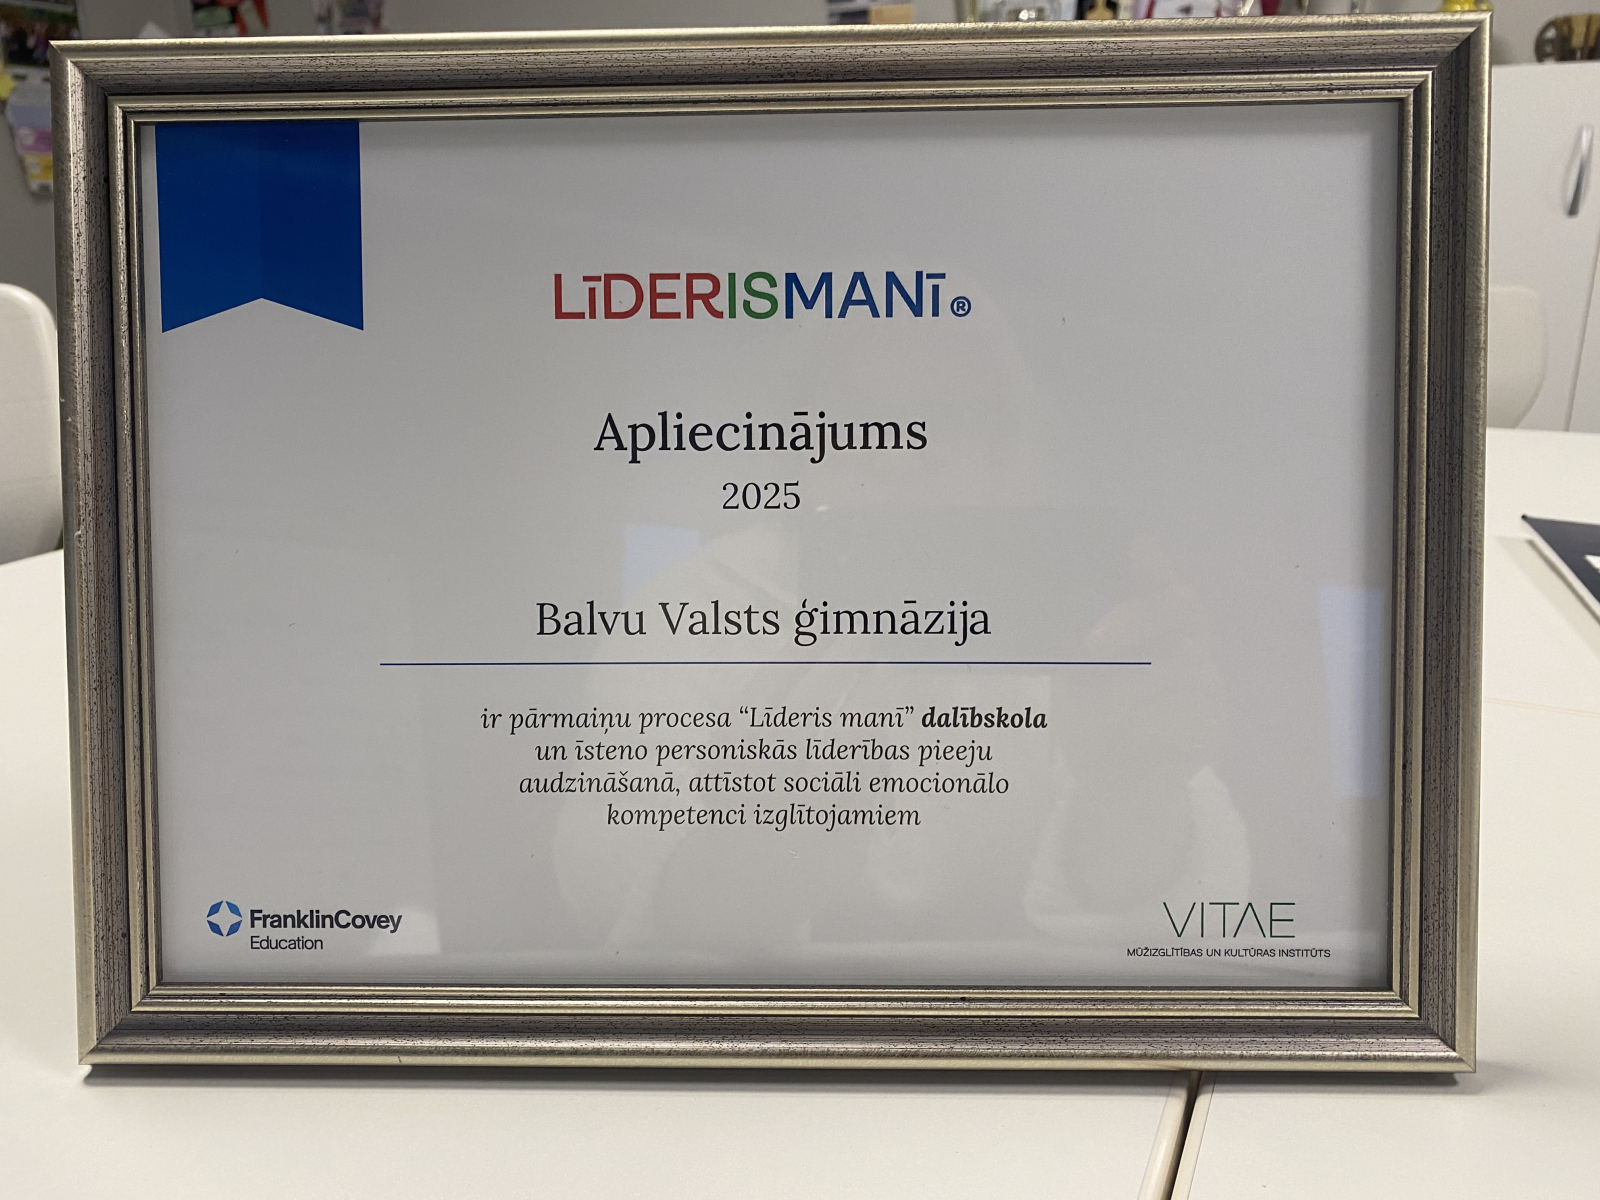 LīDERISMANī®
Apliecinājums
2025
Balvu Valsts ģimnāzija
ir pārmaiņu procesa “Līderis manī” dalībskola
un īsteno personiskās līderības pieeju
audzināšanā, attīstot sociāli emocionālo
kompetenci izglītojamiem
FranklinCovey
Education
VITAE
MŪŽIZGLĪTĪBAS UN KULTŪRAS INSTITŪTS